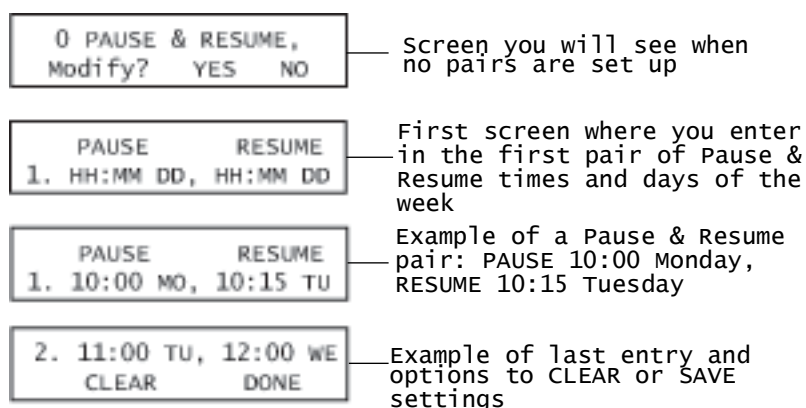 0 PAUSE & RESUME,
Modify? YES NO
Screen you will see when
no pairs are set up
PAUSE RESUME
1. HH:MM DD, HH:MM DD
First screen where you enter
in the first pair of Pause &
Resume times and days of the
week
PAUSE RESUME
1. 10:00 MO, 10:15 TU
Example of a Pause & Resume
pair: PAUSE 10:00 Monday,
RESUME 10:15 Tuesday
2. 11:00 TU, 12:00 WE
CLEAR DONE
Example of last entry and
options to CLEAR or SAVE
settings